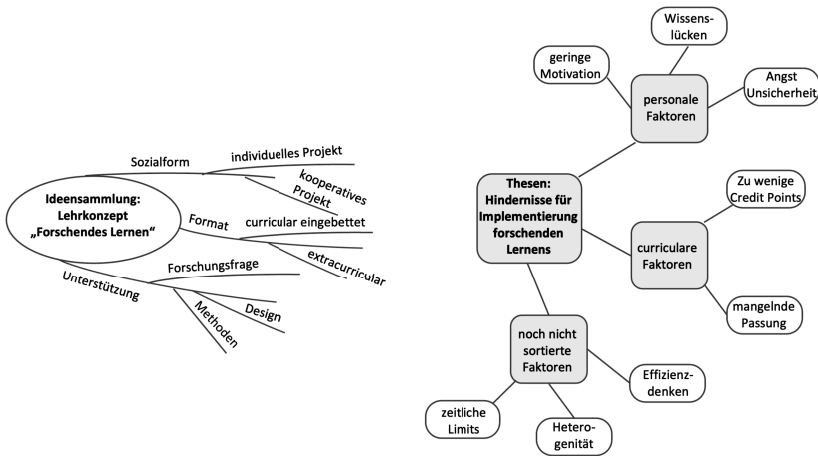 Ideensammlung:
Lehrkonzept
„Forschendes Lernen“
Sozialform
individuelles Projekt
kooperatives
Projekt
Format
curricular eingebettet
extracurricular
Unterstützung
Forschungsfrage
Design
Methoden
Thesen:
Hindernisse für
Implementierung
forschenden
Lernens
personale
Faktoren
geringe
Motivation
Wissens-
lücken
Angst
Unsicherheit
curriculare
Faktoren
Zu wenige
Credit Points
mangelnde
Passung
noch nicht
sortierte
Faktoren
Effizienz-
denken
Hetero-
genität
zeitliche
Limits